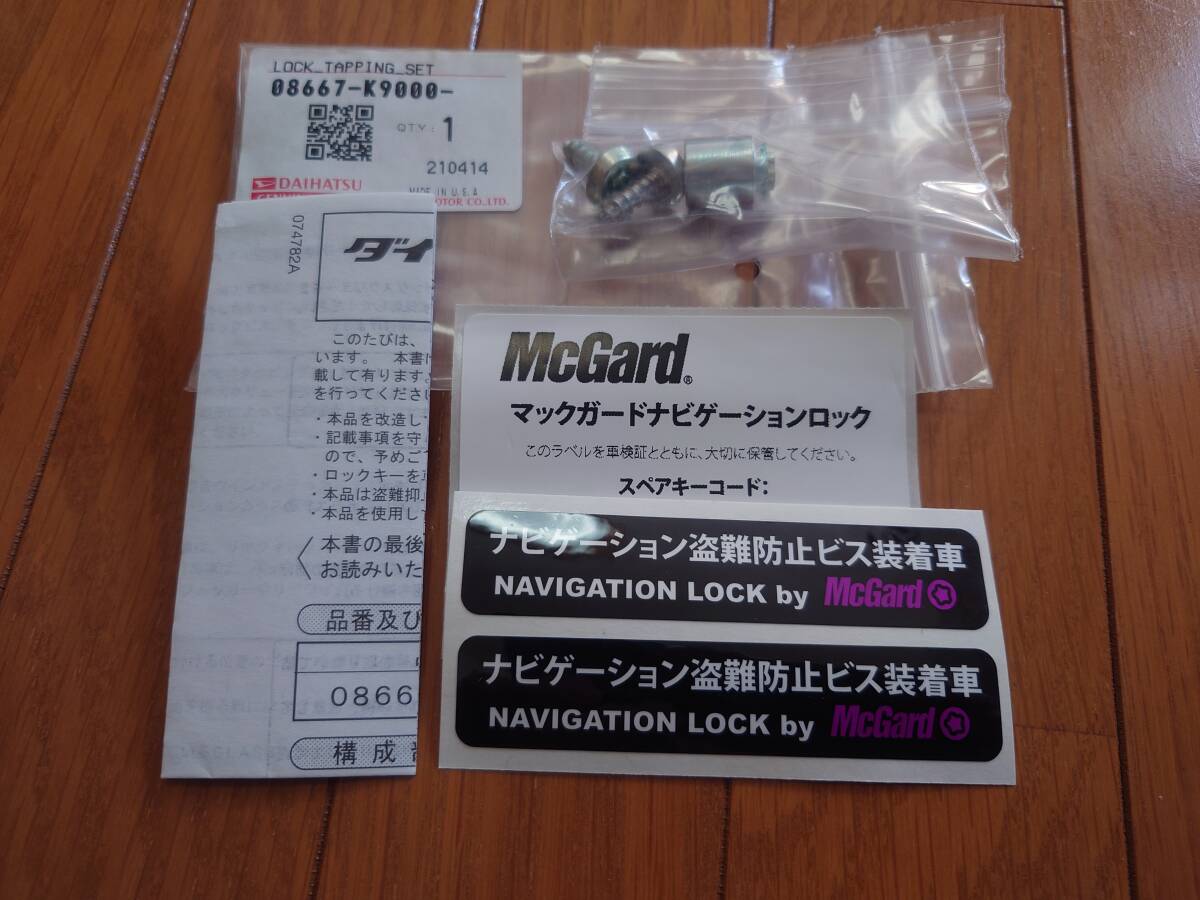 LOCK_TAPPING_SET
08667-K9000-
QTY: 1
210414
DAIHATSU
MADE IN U.S.A
MOTOR CO.,LTD.
074782A
ダイ
このたびは、
います。 本書
載して有ります。
を行ってくださ
・本品を改造し
・記載事項を守
ので、予めご
・ロックキーを
・本品は盗難抑
・本品を使用し
本書の最後
お読みいた
品番及び
0866
構成
McGard®
マックガードナビゲーションロック
このラベルを車検証とともに、大切に保管してください。
スペアキーコード:
ナビゲーション盗難防止ビス装着車
NAVIGATION LOCK by McGard
ナビゲーション盗難防止ビス装着車
NAVIGATION LOCK by McGard